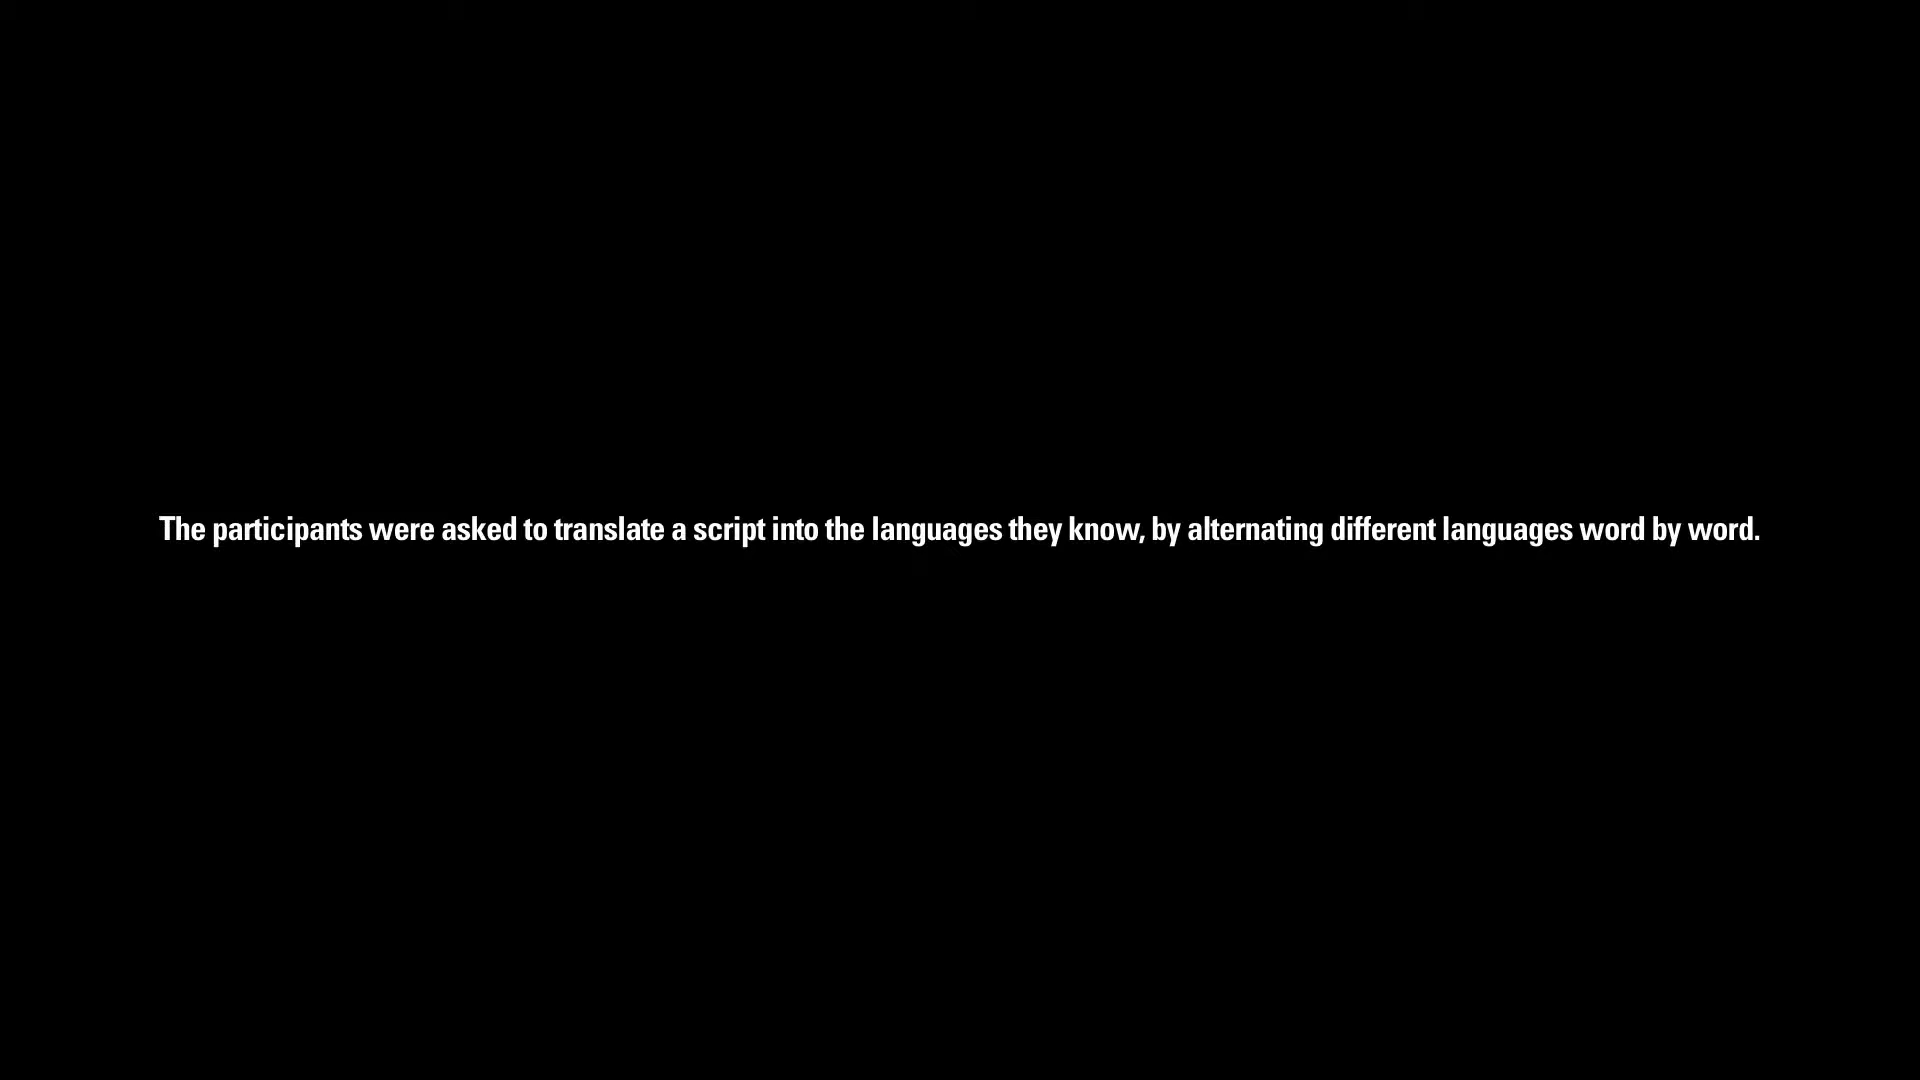 The participants were asked to translate a script into the languages they know, by alternating different languages word by word.